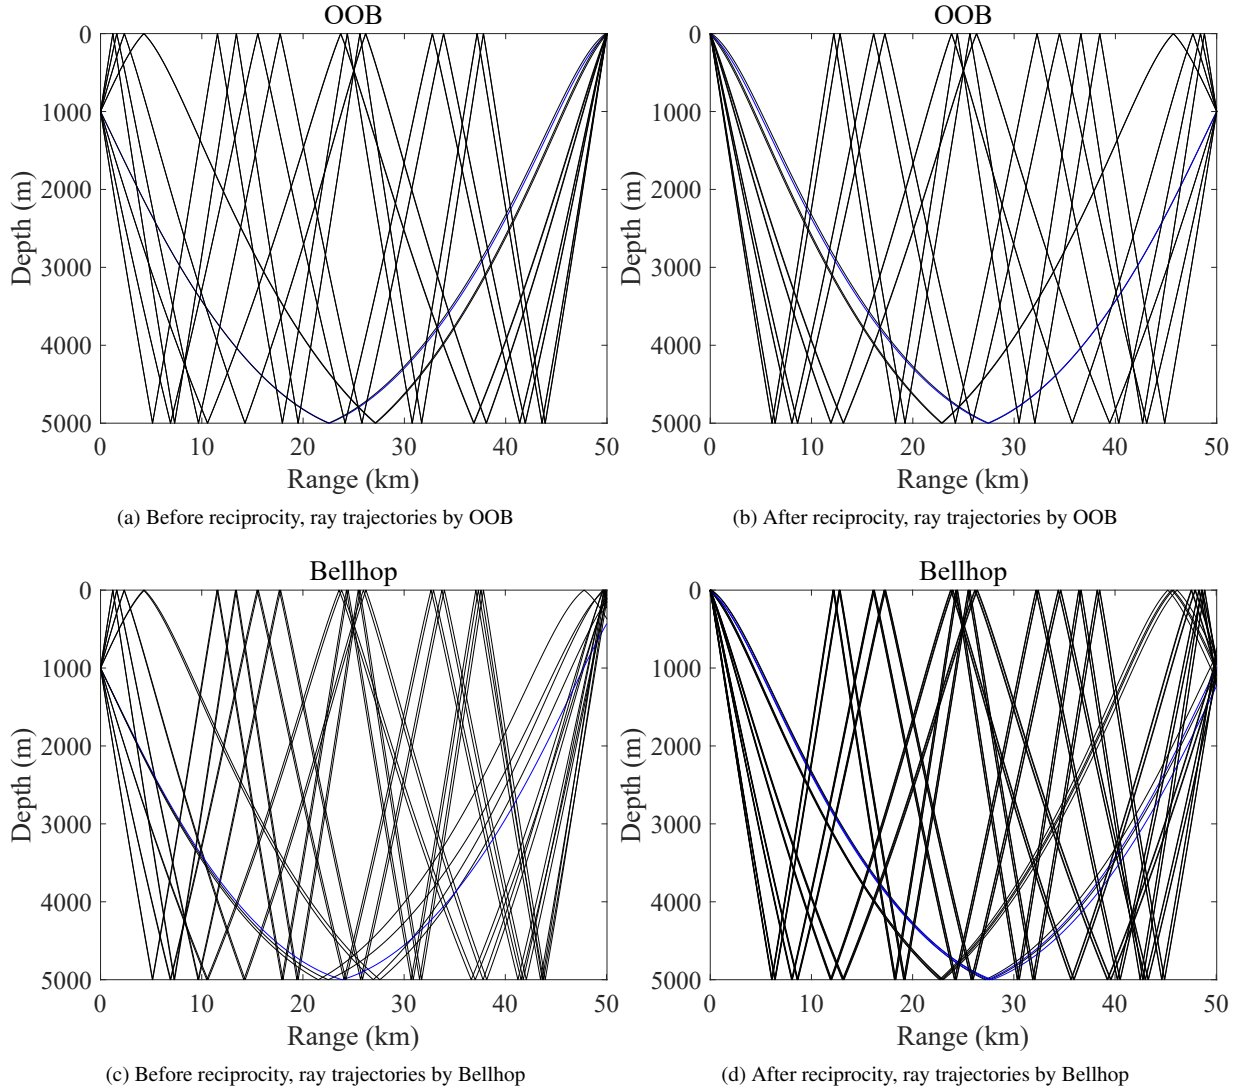 OOB
0
1000
2000
3000
4000
5000
Depth (m)
0 10 20 30 40 50
Range (km)
(a) Before reciprocity, ray trajectories by OOB
OOB
0
1000
2000
3000
4000
5000
Depth (m)
0 10 20 30 40 50
Range (km)
(b) After reciprocity, ray trajectories by OOB
Bellhop
0
1000
2000
3000
4000
5000
Depth (m)
0 10 20 30 40 50
Range (km)
(c) Before reciprocity, ray trajectories by Bellhop
Bellhop
0
1000
2000
3000
4000
5000
Depth (m)
0 10 20 30 40 50
Range (km)
(d) After reciprocity, ray trajectories by Bellhop